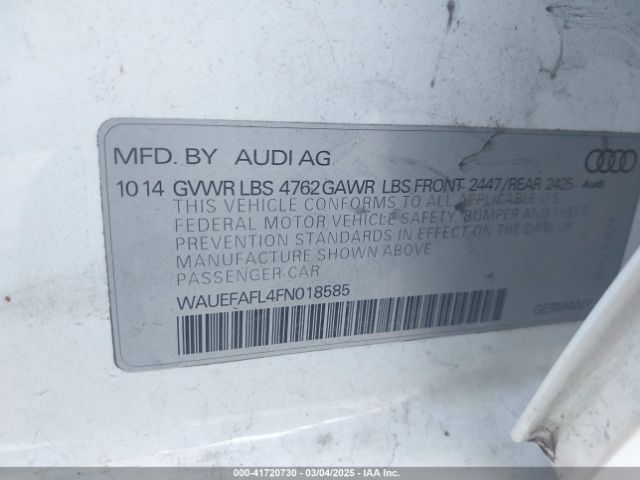 MFD. BY AUDI AG
10 14 GVWR LBS 4762 GAWR LBS FRONT 2447/REAR 2425
Audi
THIS VEHICLE CONFORMS TO ALL APPLICABLE U.S.
FEDERAL MOTOR VEHICLE SAFETY, BUMPER AND THEFT
PREVENTION STANDARDS IN EFFECT ON THE DATE OF
MANUFACTURE SHOWN ABOVE
PASSENGER CAR
WAUEFAFL4FN018585
GERMANY
000-41720730 - 03/04/2025 - IAA Inc.